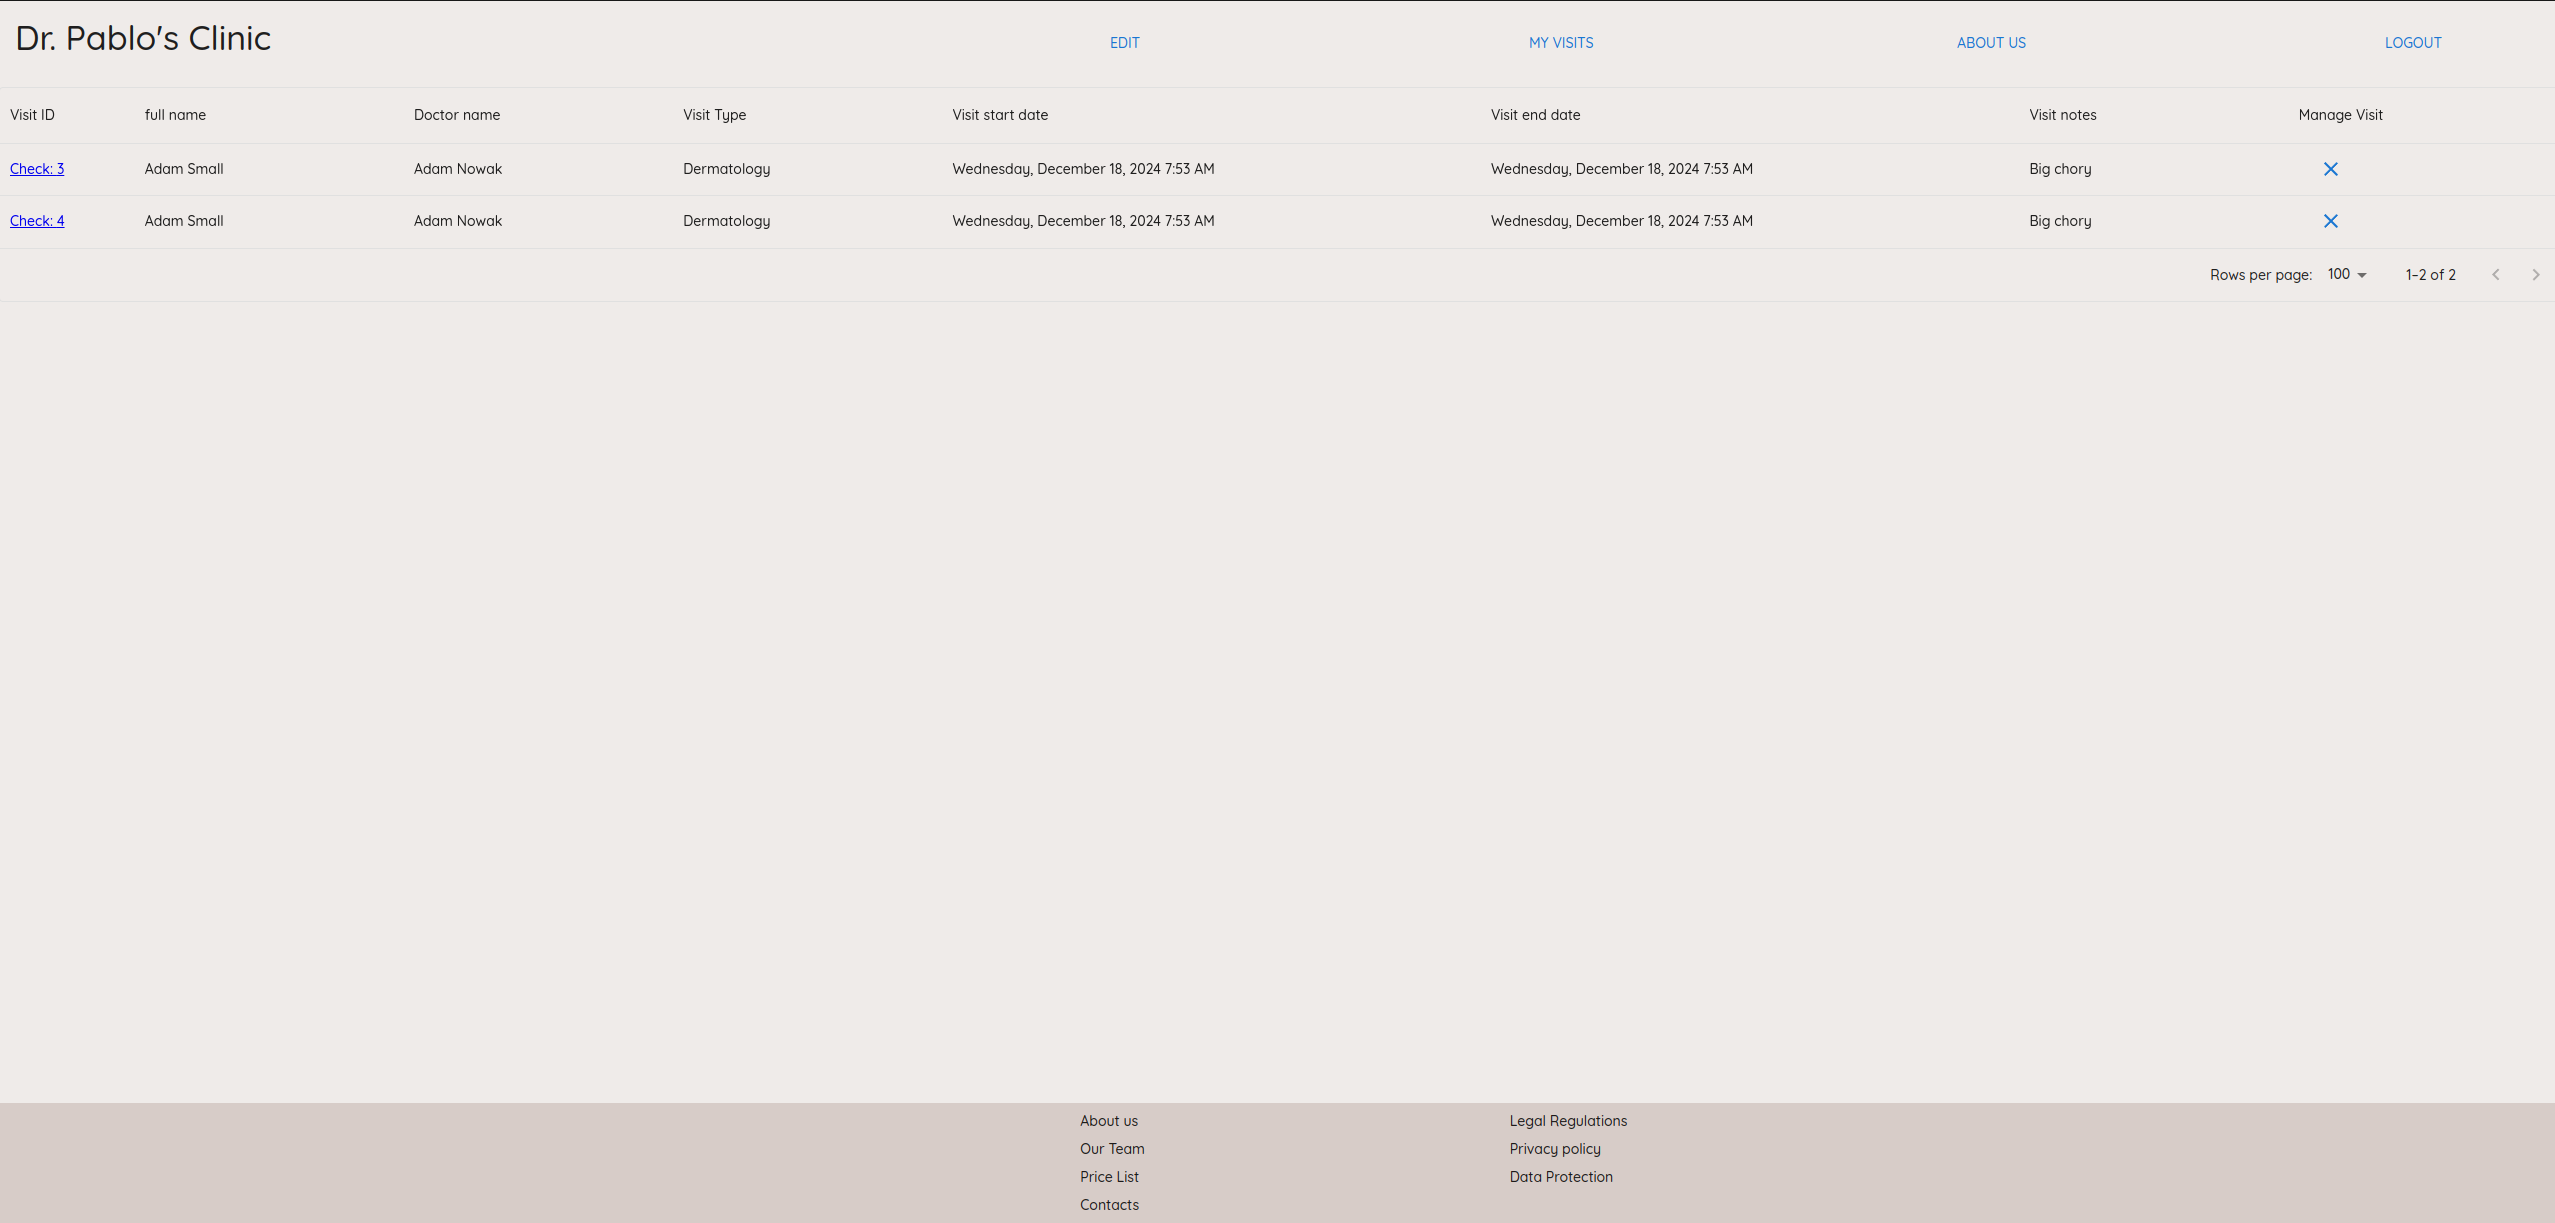 Dr. Pablo's Clinic EDIT MY VISITS ABOUT US LOGOUT
Visit ID full name Doctor name Visit Type Visit start date Visit end date Visit notes Manage Visit
Check: 3 Adam Small Adam Nowak Dermatology Wednesday, December 18, 2024 7:53 AM Wednesday, December 18, 2024 7:53 AM Big chory
Check: 4 Adam Small Adam Nowak Dermatology Wednesday, December 18, 2024 7:53 AM Wednesday, December 18, 2024 7:53 AM Big chory
Rows per page: 100 1–2 of 2
About us Legal Regulations
Our Team Privacy policy
Price List Data Protection
Contacts